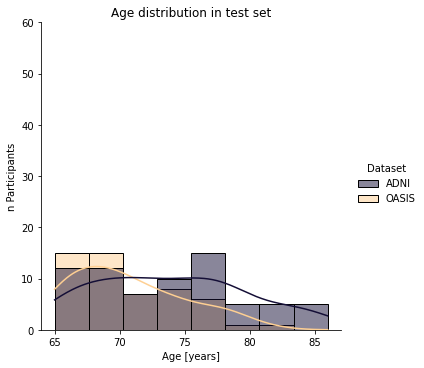 Age distribution in test set
60
50
40
30
20
10
0
n Participants
65 70 75 80 85
Age [years]
Dataset
ADNI
OASIS